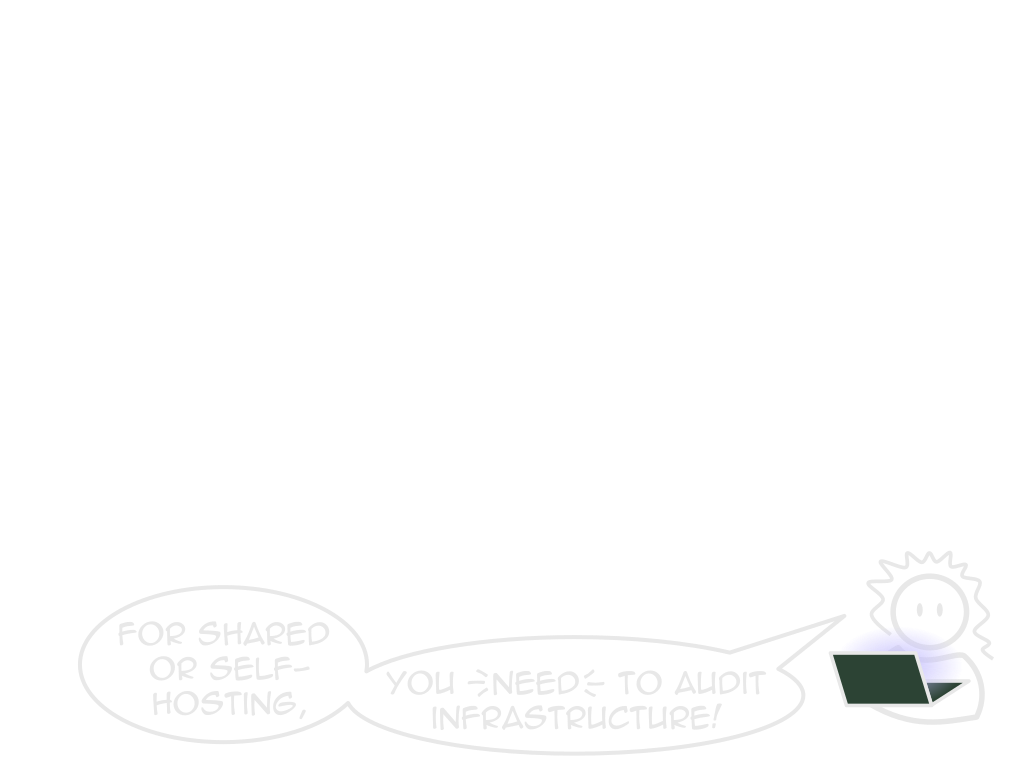 FOR SHARED
OR SELF-
HOSTING,
YOU NEED TO AUDIT
INFRASTRUCTURE!